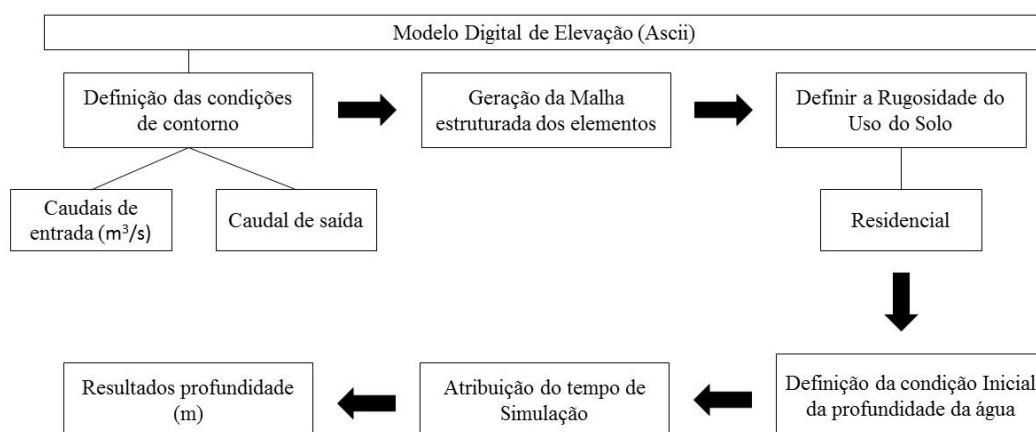 Modelo Digital de Elevação (Ascii)
Definição das condições
de contorno
Geração da Malha
estruturada dos elementos
Definir a Rugosidade do
Uso do Solo
Caudais de
entrada (m³/s)
Caudal de saída
Residencial
Definição da condição Inicial
da profundidade da água
Atribuição do tempo de
Simulação
Resultados profundidade
(m)